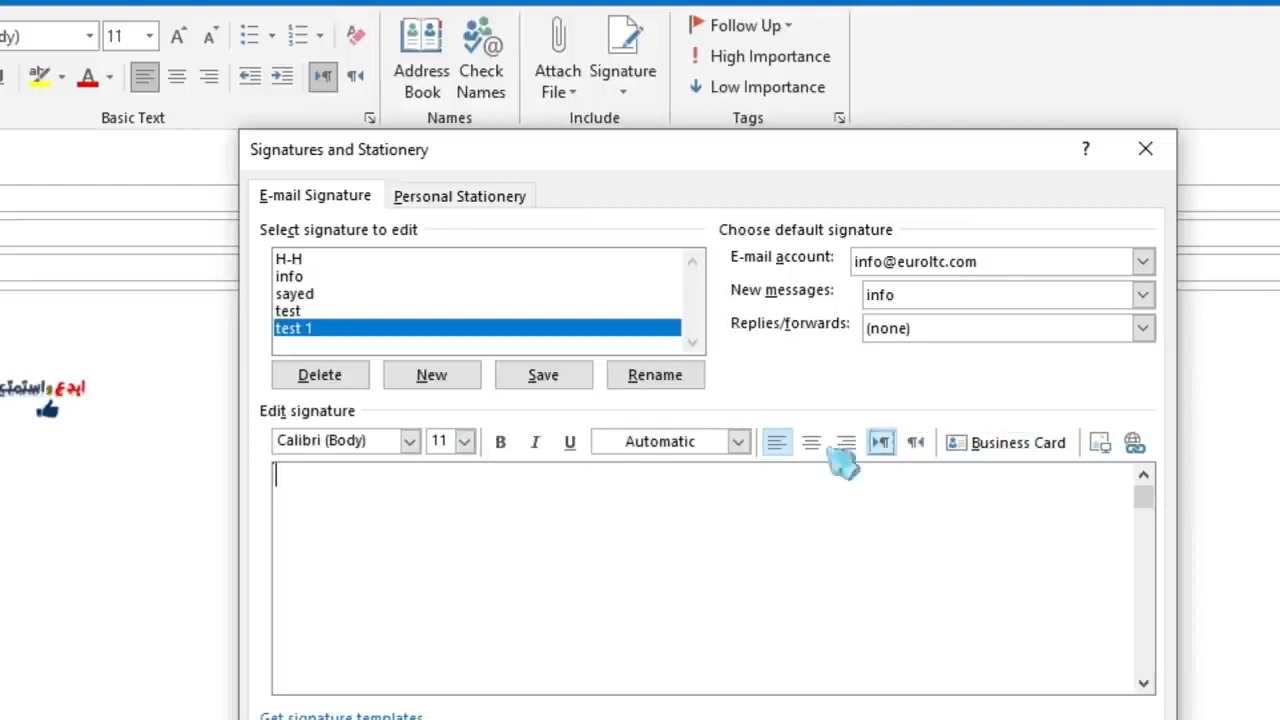 dy)
11
Follow Up
High Importance
Low Importance
Address Book
Check Names
Attach File
Signature
Basic Text
Names
Include
Tags
Signatures and Stationery
?
E-mail Signature
Personal Stationery
Select signature to edit
Choose default signature
H-H
info
sayed
test
test 1
E-mail account:
info@euroltc.com
New messages:
info
Replies/forwards:
(none)
Delete
New
Save
Rename
Edit signature
Calibri (Body)
11
B
I
U
Automatic
Business Card
ابدع واستمتع
Get signature templates